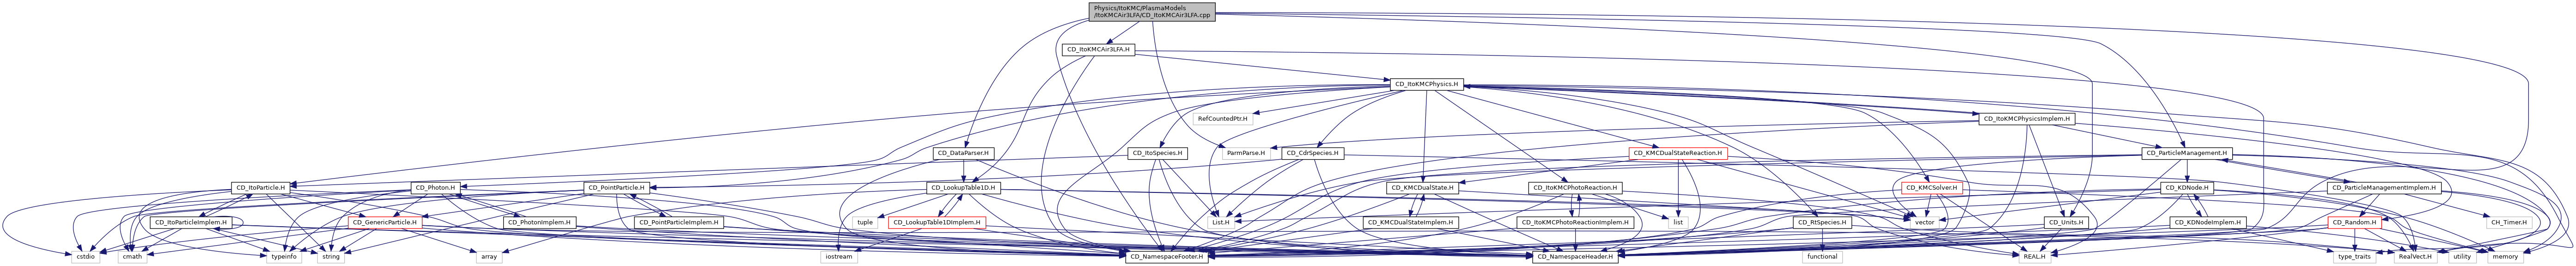 Physics/ItoKMC/PlasmaModels
/ItoKMCAir3LFA/CD_ItoKMCAir3LFA.cpp
CD_ItoKMCAir3LFA.H
CD_ItoKMCPhysics.H
RefCountedPtr.H
CD_ItoKMCPhysicsImplem.H
CD_DataParser.H
CD_ItoSpecies.H
ParmParse.H
CD_CdrSpecies.H
CD_KMCDualStateReaction.H
CD_ParticleManagement.H
CD_ItoParticle.H
CD_Photon.H
CD_PointParticle.H
CD_LookupTable1D.H
CD_KMCDualState.H
CD_ItoKMCPhotoReaction.H
CD_KMCSolver.H
CD_KDNode.H
CD_ParticleManagementImplem.H
CD_ItoParticleImplem.H
CD_GenericParticle.H
CD_PhotonImplem.H
CD_PointParticleImplem.H
tuple
CD_LookupTable1DImplem.H
List.H
CD_KMCDualStateImplem.H
CD_ItoKMCPhotoReactionImplem.H
list
CD_RtSpecies.H
vector
CD_Units.H
CD_KDNodeImplem.H
CD_Random.H
CH_Timer.H
cstdio
cmath
typeinfo
string
array
iostream
CD_NamespaceFooter.H
CD_NamespaceHeader.H
functional
REAL.H
type_traits
RealVect.H
utility
memory